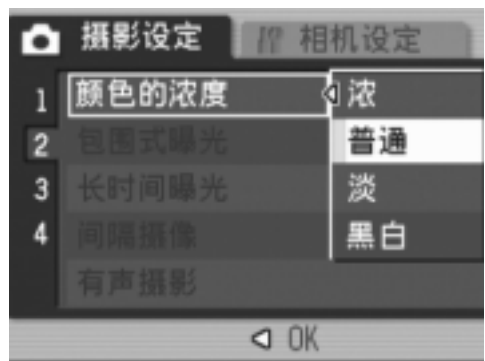 摄影设定 相机设定
1 颜色的浓度 浓
2 包围式曝光 普通
3 长时间曝光 淡
4 间隔摄像 黑白
有声摄影
OK